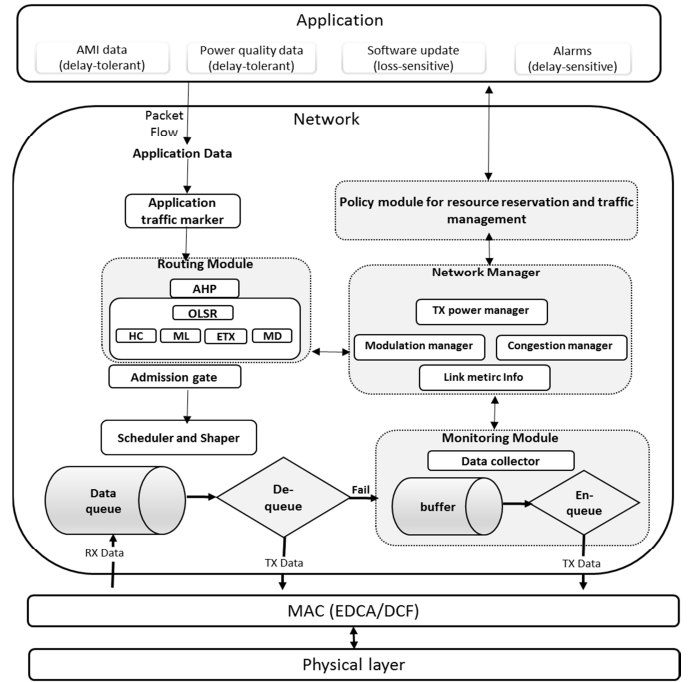 Application
AMI data
(delay-tolerant)
Power quality data
(delay-tolerant)
Software update
(loss-sensitive)
Alarms
(delay-sensitive)
Network
Packet
Flow
Application Data
Application
traffic marker
Policy module for resource reservation and traffic
management
Routing Module
AHP
OLSR
HC
ML
ETX
MD
Network Manager
TX power manager
Modulation manager
Congestion manager
Link metirc Info
Admission gate
Scheduler and Shaper
Monitoring Module
Data collector
Data
queue
De-
queue
Fail
buffer
En-
queue
RX Data
TX Data
TX Data
MAC (EDCA/DCF)
Physical layer